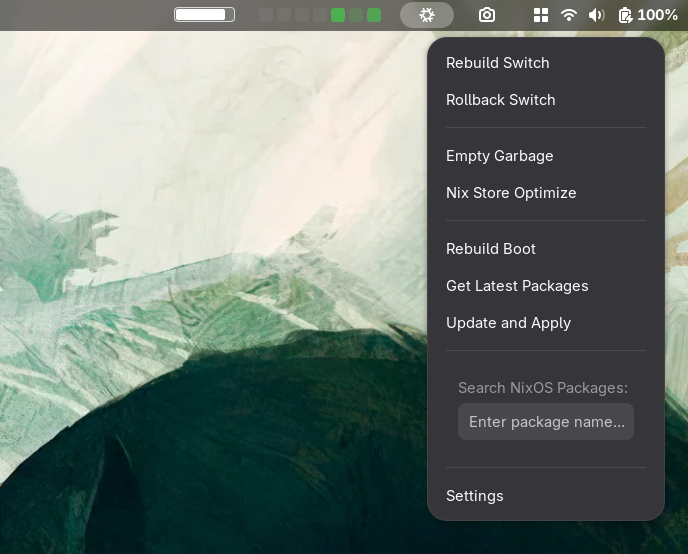 100%
Rebuild Switch
Rollback Switch
Empty Garbage
Nix Store Optimize
Rebuild Boot
Get Latest Packages
Update and Apply
Search NixOS Packages:
Enter package name...
Settings